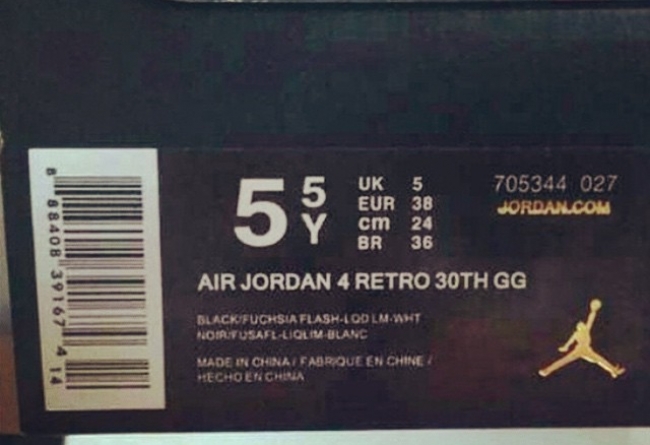 5 5 Y
UK 5
EUR 38
cm 24
BR 36
705344 027
JORDAN.COM
AIR JORDAN 4 RETRO 30TH GG
BLACK/FUCHSIA FLASH-LQD LM-WHT
NOIR/FUSAFL-LIQLIM-BLANC
MADE IN CHINA / FABRIQUE EN CHINE /
HECHO EN CHINA
8 88408 39167 4 14